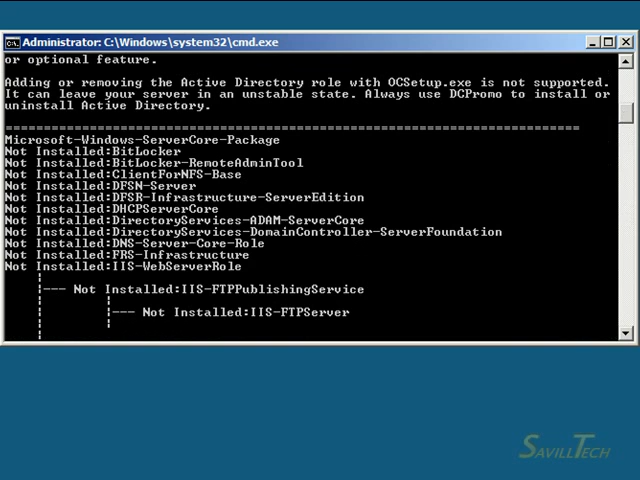 Administrator: C:\Windows\system32\cmd.exe
or optional feature.
Adding or removing the Active Directory role with OCSetup.exe is not supported.
It can leave your server in an unstable state. Always use DCPromo to install or
uninstall Active Directory.
===========================================================================
Microsoft-Windows-ServerCore-Package
Not Installed:BitLocker
Not Installed:BitLocker-RemoteAdminTool
Not Installed:ClientForNFS-Base
Not Installed:DFSN-Server
Not Installed:DFSR-Infrastructure-ServerEdition
Not Installed:DHCPServerCore
Not Installed:DirectoryServices-ADAM-ServerCore
Not Installed:DirectoryServices-DomainController-ServerFoundation
Not Installed:DNS-Server-Core-Role
Not Installed:FRS-Infrastructure
Not Installed:IIS-WebServerRole
|--- Not Installed:IIS-FTPPublishingService
|--- Not Installed:IIS-FTPServer
SAVILLTECH